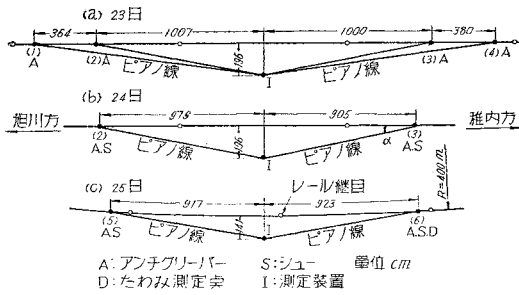 (a) 23日
364 1007 1000 380
(1) A (2) A 196 (3) A (4) A
ピアノ線 I ピアノ線
(b) 24日
旭川方 978 905 稚内方
(2) A.S 196 α (3) A.S
ピアノ線 I ピアノ線
(C) 25日 レール継目 R=400m
917 923
(5) A.S 141 (6) A.S.D
ピアノ線 I ピアノ線
A: アンチクリーパー S:シュー 単位cm
D: たわみ測定点 I: 測定装置